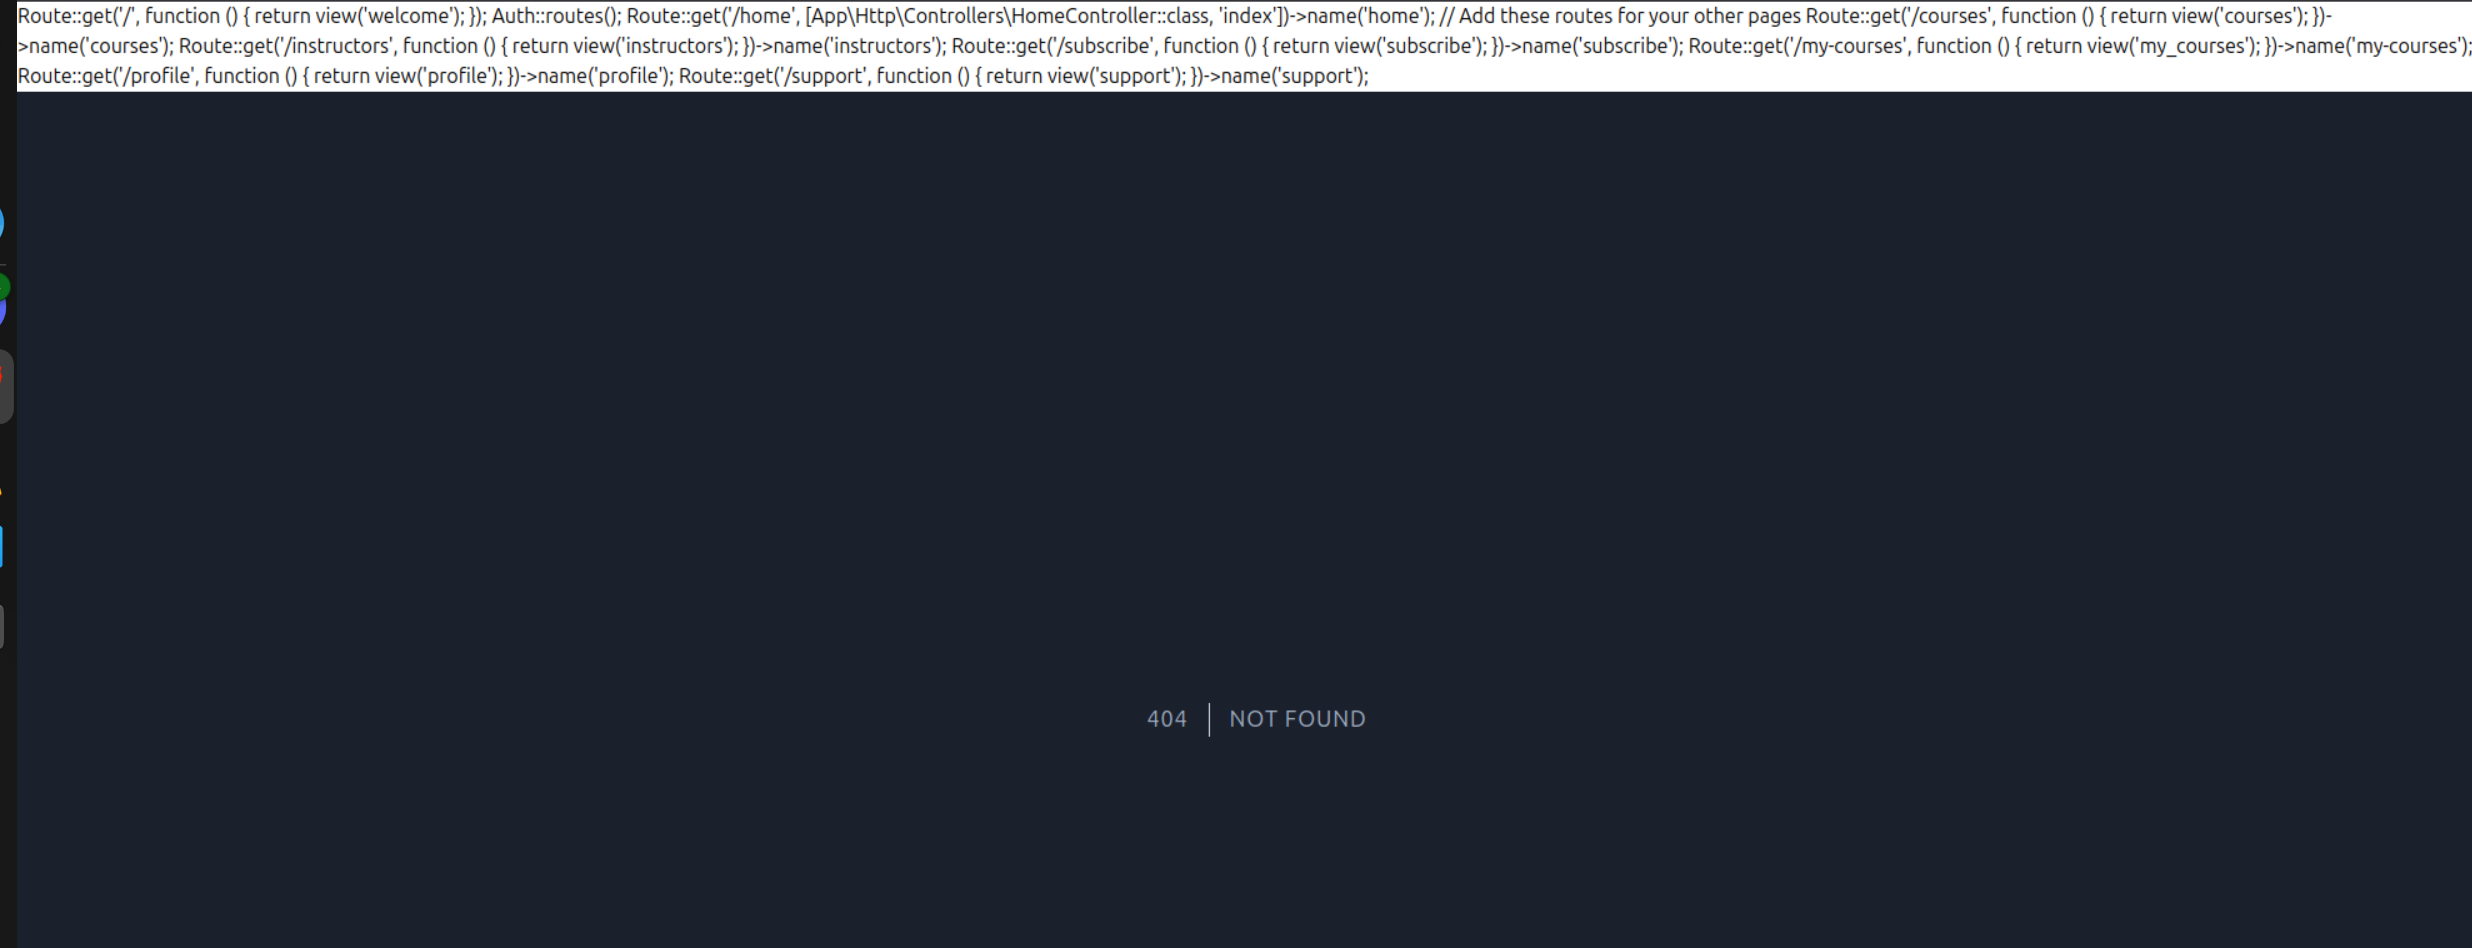 Route::get('/', function () { return view('welcome'); }); Auth::routes(); Route::get('/home', [App\Http\Controllers\HomeController::class, 'index'])->name('home'); // Add these routes for your other pages Route::get('/courses', function () { return view('courses'); })-
>name('courses'); Route::get('/instructors', function () { return view('instructors'); })->name('instructors'); Route::get('/subscribe', function () { return view('subscribe'); })->name('subscribe'); Route::get('/my-courses', function () { return view('my_courses'); })->name('my-courses');
Route::get('/profile', function () { return view('profile'); })->name('profile'); Route::get('/support', function () { return view('support'); })->name('support');
404 NOT FOUND